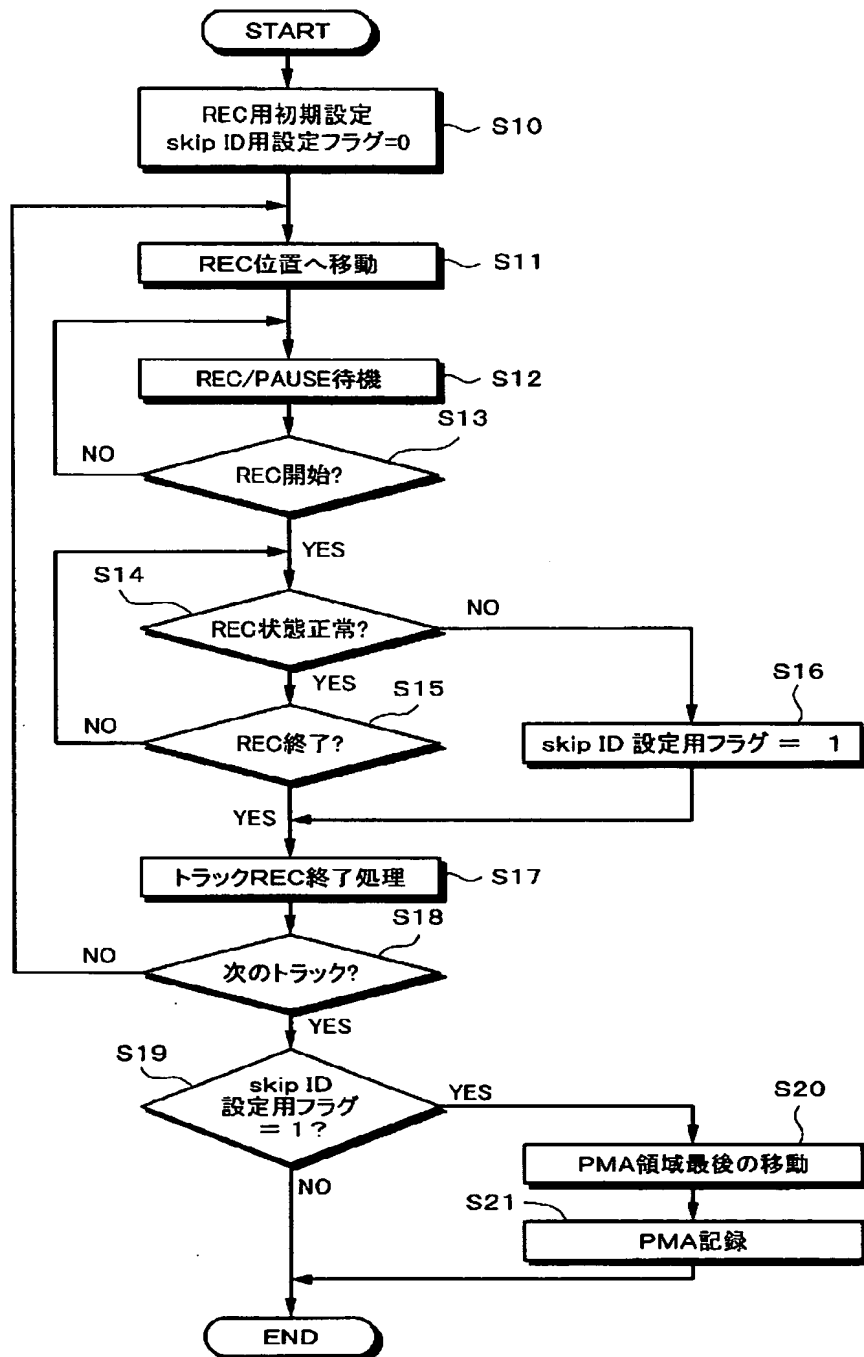 START
REC用初期設定
skip ID用設定フラグ=0
S10
REC位置へ移動
S11
REC/PAUSE待機
S12
S13
NO
REC開始?
YES
S14
NO
REC状態正常?
YES
S15
S16
NO
REC終了?
skip ID 設定用フラグ = 1
YES
トラックREC終了処理
S17
S18
NO
次のトラック?
YES
S19
skip ID
設定用フラグ
= 1?
YES
S20
PMA領域最後の移動
NO
S21
PMA記録
END